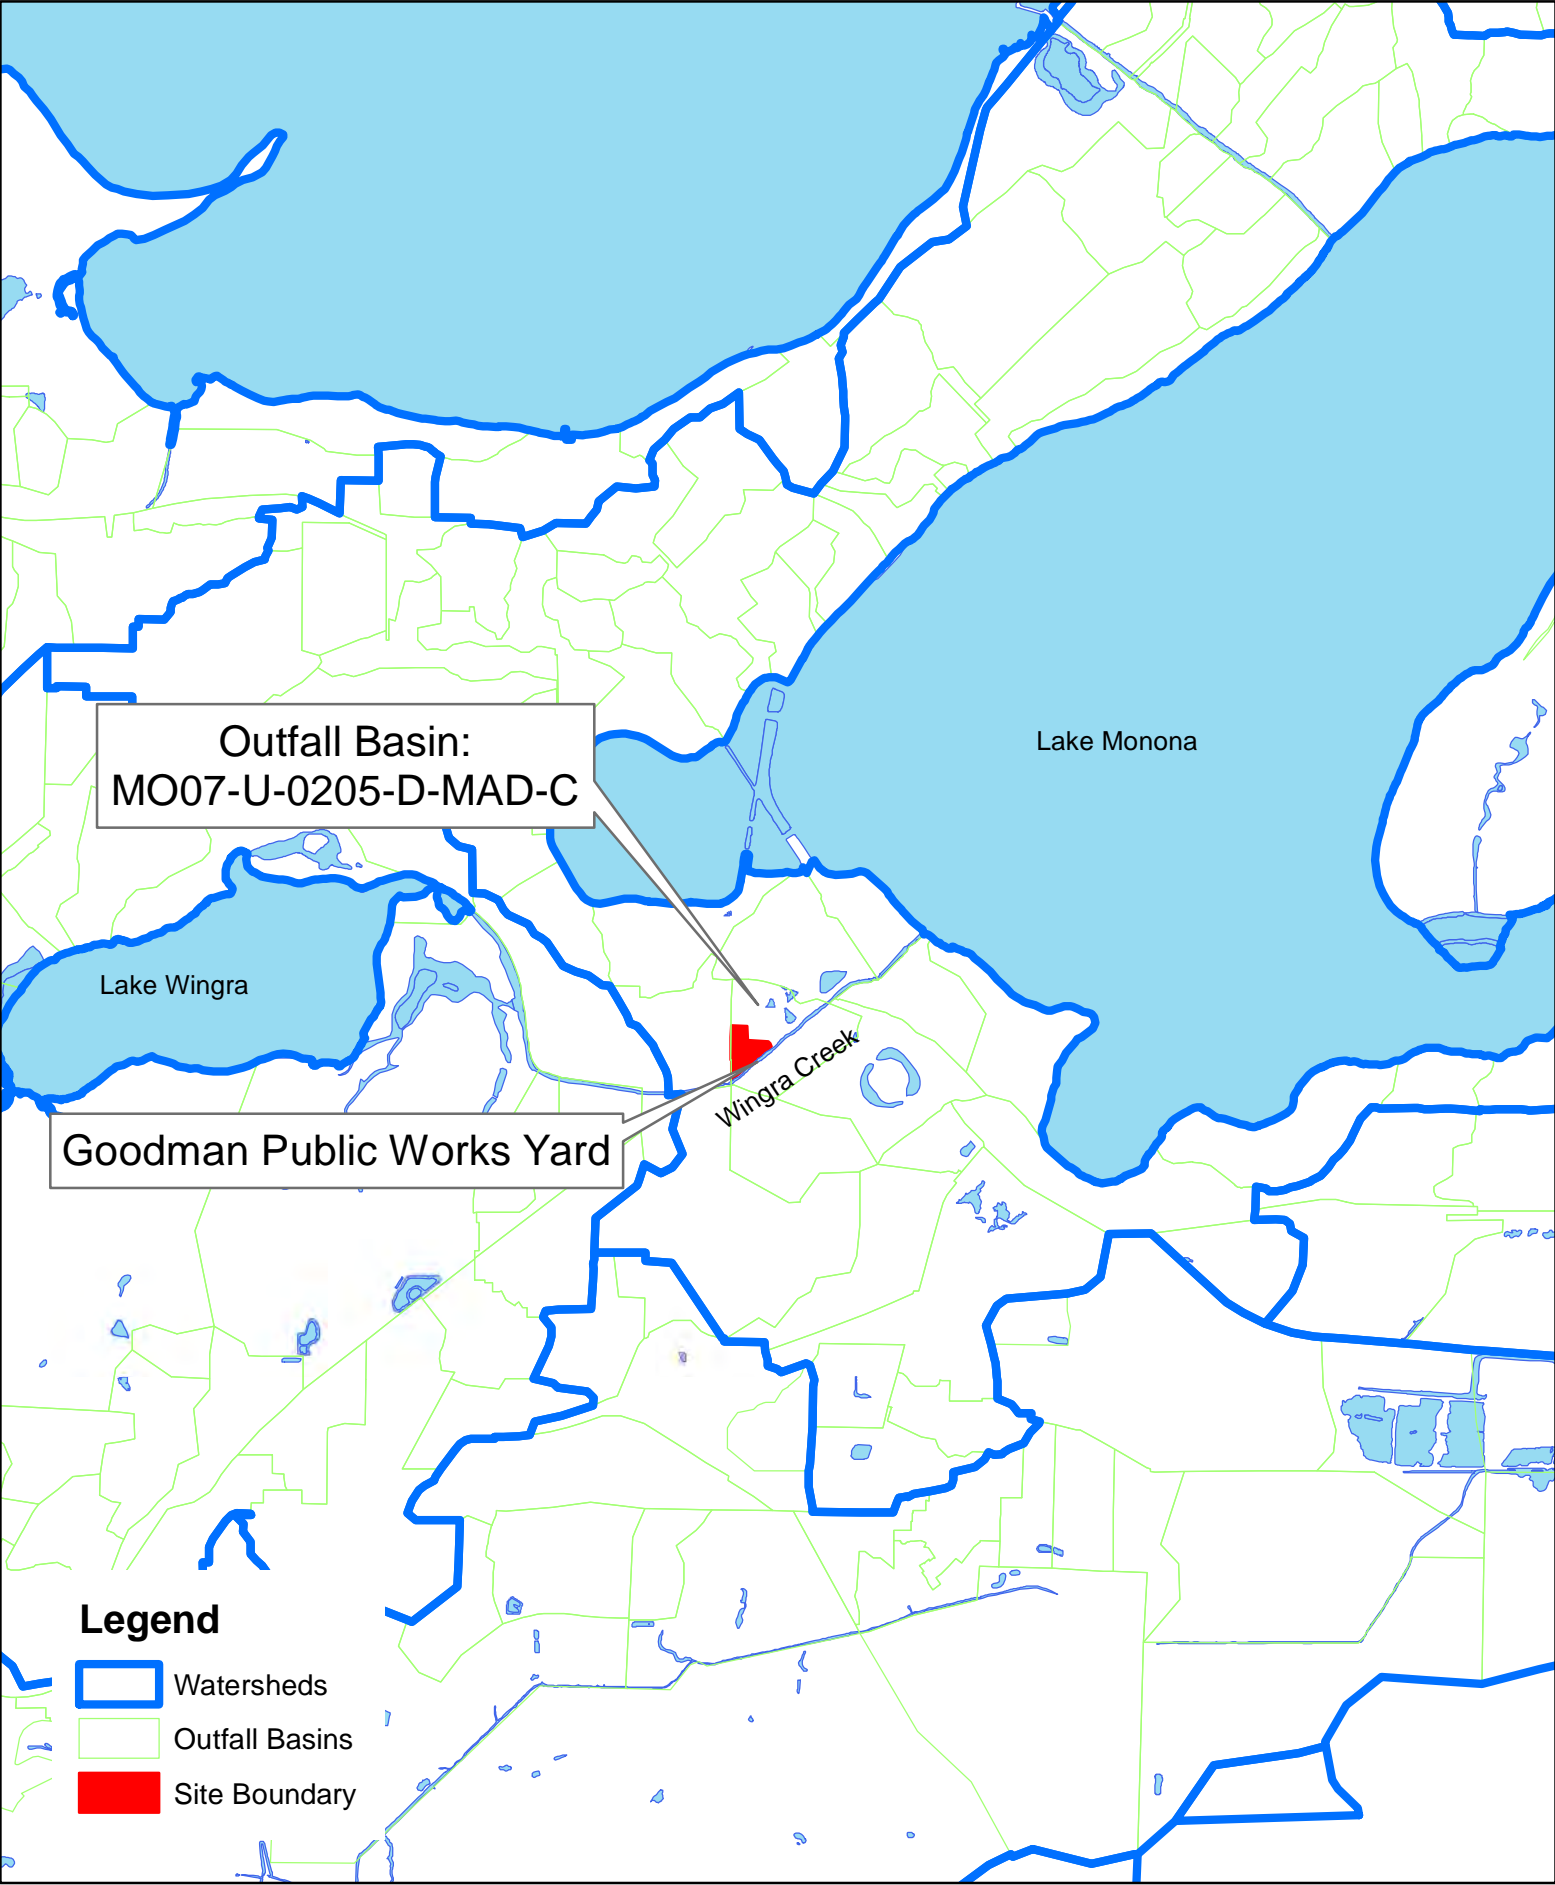 Outfall Basin:
MO07-U-0205-D-MAD-C
Lake Monona
Lake Wingra
Wingra Creek
Goodman Public Works Yard
Legend
Watersheds
Outfall Basins
Site Boundary